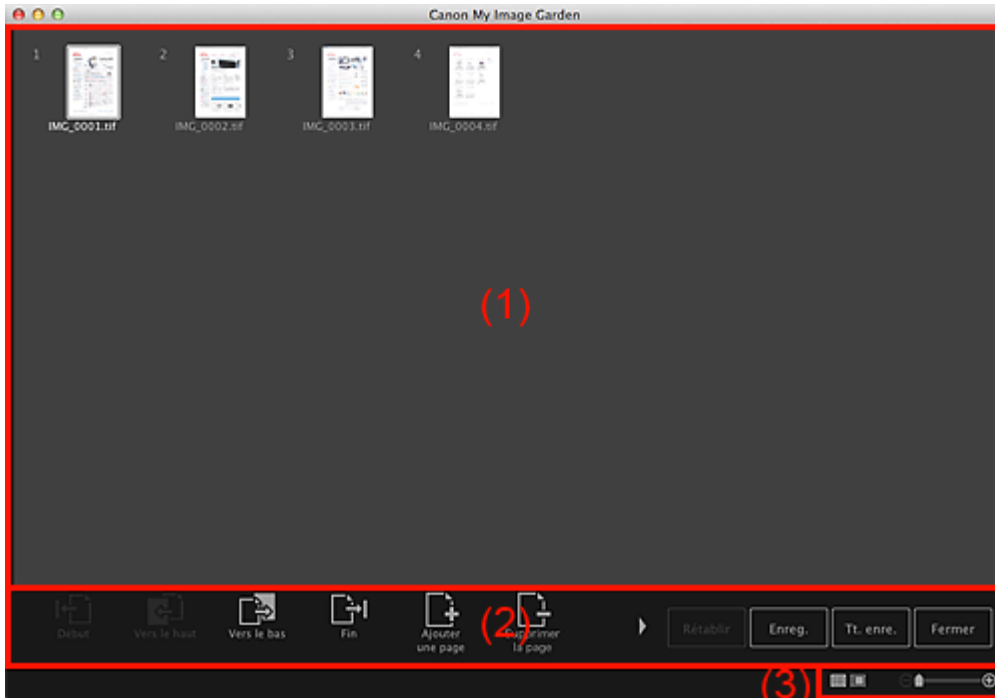 Canon My Image Garden
1 2 3 4
IMG_0001.tif IMG_0002.tif IMG_0003.tif IMG_0004.tif
(1)
Début Vers le haut Vers le bas Fin Ajouter une page Supprimer la page Rétablir Enreg. Tt. enre. Fermer
(2)
(3)